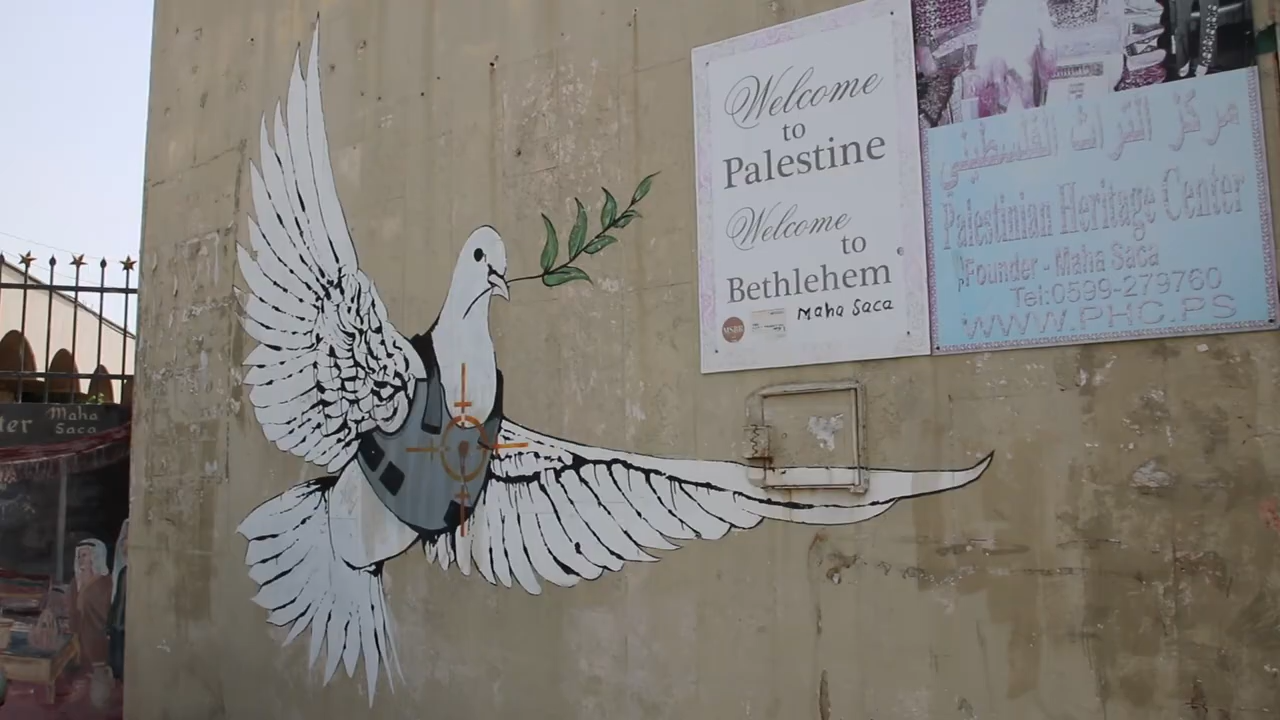 Welcome
to
Palestine
Welcome
to
Bethlehem
Maha Saca
مركز التراث الفلسطيني
Palestinian Heritage Center
Founder - Maha Saca
Tel:0599-279760
WWW.PHC.PS
Maha
Saca